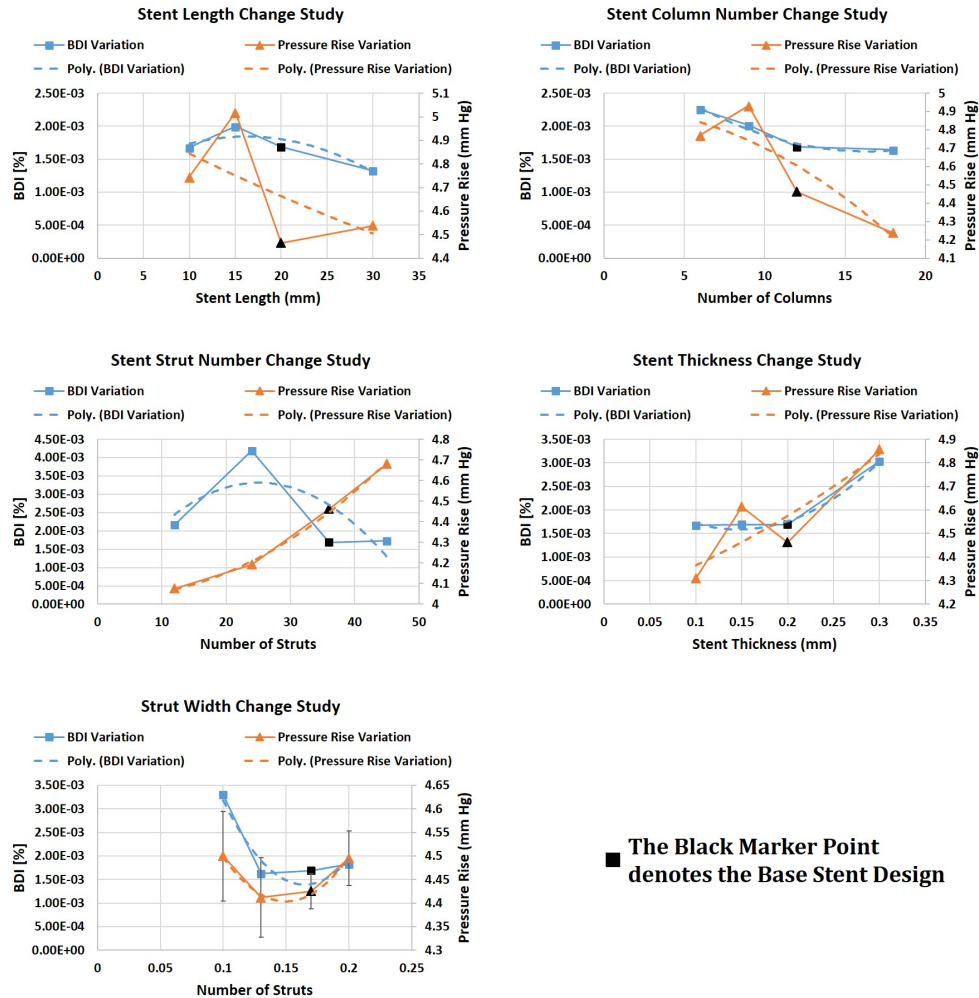 Stent Length Change Study
BDI Variation
Pressure Rise Variation
Poly. (BDI Variation)
Poly. (Pressure Rise Variation)
BDI [%]
2.50E-03
2.00E-03
1.50E-03
1.00E-03
5.00E-04
0.00E+00
5.1
5
4.9
4.8
4.7
4.6
4.5
4.4
Pressure Rise (mm Hg)
0 5 10 15 20 25 30 35
Stent Length (mm)
Stent Column Number Change Study
BDI Variation
Pressure Rise Variation
Poly. (BDI Variation)
Poly. (Pressure Rise Variation)
BDI [%]
2.50E-03
2.00E-03
1.50E-03
1.00E-03
5.00E-04
0.00E+00
5
4.9
4.8
4.7
4.6
4.5
4.4
4.3
4.2
4.1
Pressure Rise (mm Hg)
0 5 10 15 20
Number of Columns
Stent Strut Number Change Study
BDI Variation
Pressure Rise Variation
Poly. (BDI Variation)
Poly. (Pressure Rise Variation)
BDI [%]
4.50E-03
4.00E-03
3.50E-03
3.00E-03
2.50E-03
2.00E-03
1.50E-03
1.00E-03
5.00E-04
0.00E+00
4.8
4.7
4.6
4.5
4.4
4.3
4.2
4.1
4
Pressure Rise (mm Hg)
0 10 20 30 40 50
Number of Struts
Stent Thickness Change Study
BDI Variation
Pressure Rise Variation
Poly. (BDI Variation)
Poly. (Pressure Rise Variation)
BDI [%]
3.50E-03
3.00E-03
2.50E-03
2.00E-03
1.50E-03
1.00E-03
5.00E-04
0.00E+00
4.9
4.8
4.7
4.6
4.5
4.4
4.3
4.2
Pressure Rise (mm Hg)
0 0.05 0.1 0.15 0.2 0.25 0.3 0.35
Stent Thickness (mm)
Strut Width Change Study
BDI Variation
Pressure Rise Variation
Poly. (BDI Variation)
Poly. (Pressure Rise Variation)
BDI [%]
3.50E-03
3.00E-03
2.50E-03
2.00E-03
1.50E-03
1.00E-03
5.00E-04
0.00E+00
4.65
4.6
4.55
4.5
4.45
4.4
4.35
4.3
Pressure Rise (mm Hg)
0 0.05 0.1 0.15 0.2 0.25
Number of Struts
The Black Marker Point
denotes the Base Stent Design